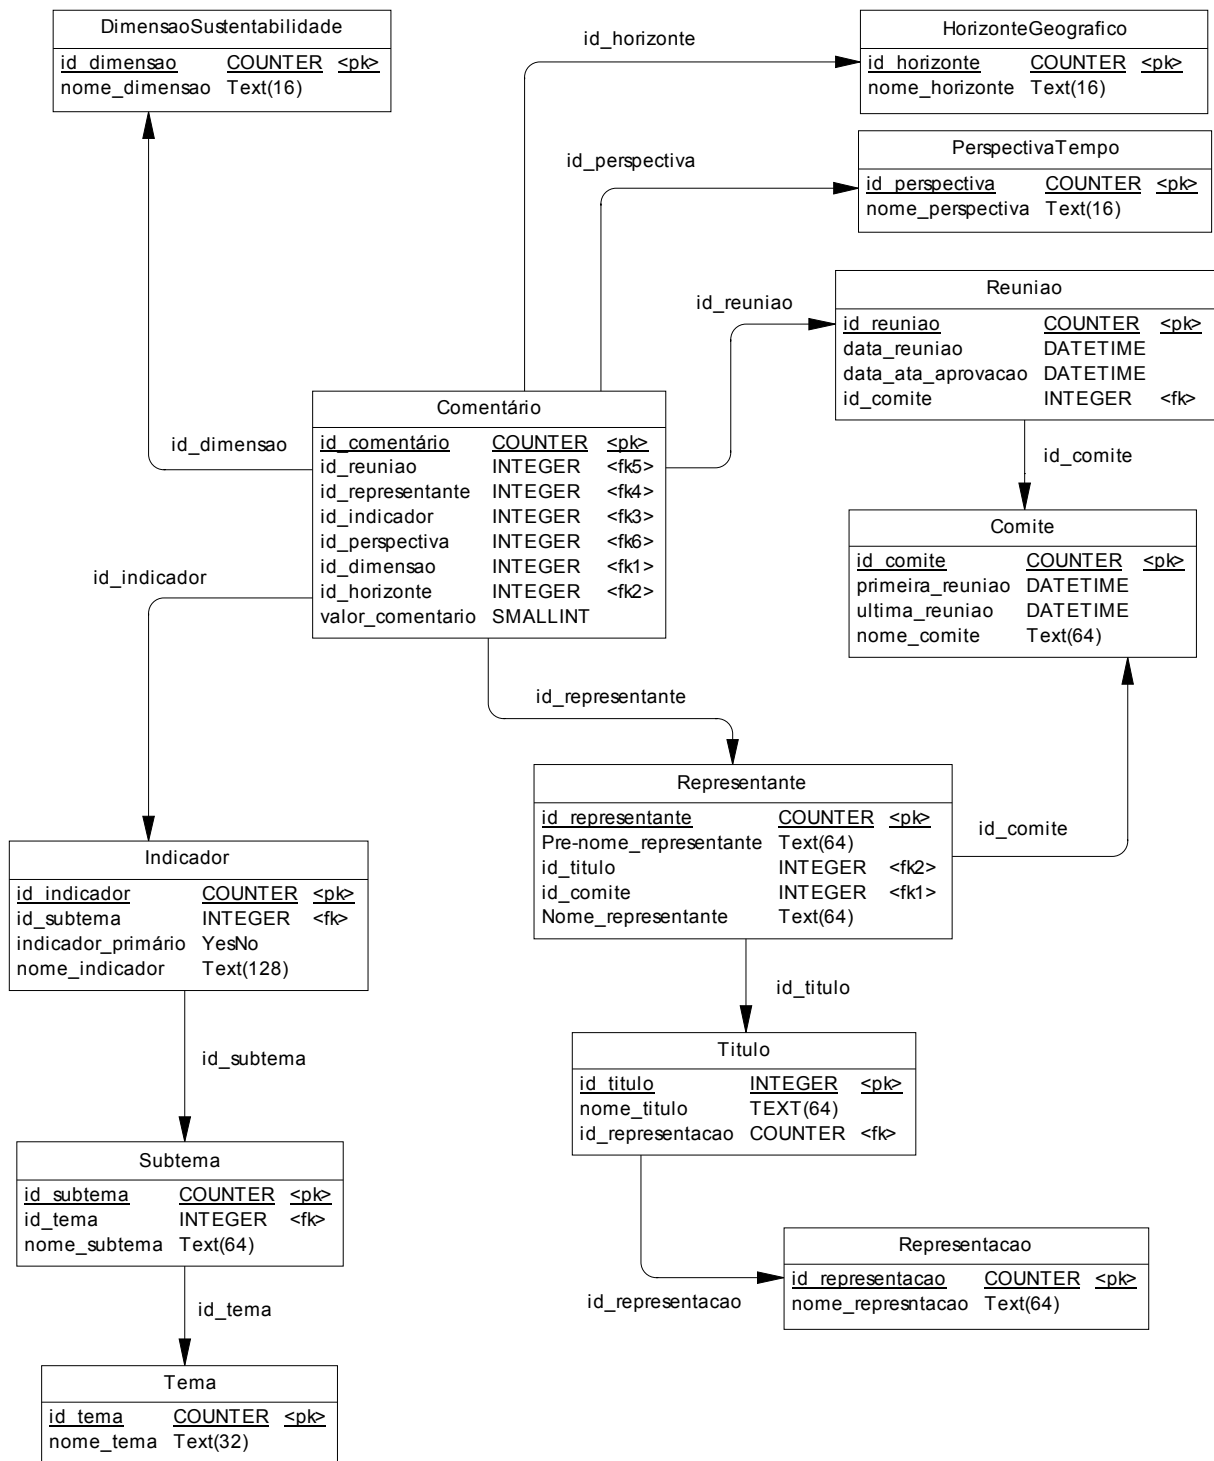 DimensaoSustentabilidade
id_dimensao COUNTER <pk>
nome_dimensao Text(16)
id_horizonte
HorizonteGeografico
id_horizonte COUNTER <pk>
nome_horizonte Text(16)
id_perspectiva
PerspectivaTempo
id_perspectiva COUNTER <pk>
nome_perspectiva Text(16)
id_reuniao
Reuniao
id_reuniao COUNTER <pk>
data_reuniao DATETIME
data_ata_aprovacao DATETIME
id_comite INTEGER <fk>
id_dimensao
Comentário
id_comentário COUNTER <pk>
id_reuniao INTEGER <fk5>
id_representante INTEGER <fk4>
id_indicador INTEGER <fk3>
id_perspectiva INTEGER <fk6>
id_dimensao INTEGER <fk1>
id_horizonte INTEGER <fk2>
valor_comentario SMALLINT
id_comite
Comite
id_comite COUNTER <pk>
primeira_reuniao DATETIME
ultima_reuniao DATETIME
nome_comite Text(64)
id_indicador
id_representante
Representante
id_representante COUNTER <pk>
Pre-nome_representante Text(64)
id_titulo INTEGER <fk2>
id_comite INTEGER <fk1>
Nome_representante Text(64)
id_comite
Indicador
id_indicador COUNTER <pk>
id_subtema INTEGER <fk>
indicador_primário YesNo
nome_indicador Text(128)
id_titulo
id_subtema
Titulo
id_titulo INTEGER <pk>
nome_titulo TEXT(64)
id_representacao COUNTER <fk>
Subtema
id_subtema COUNTER <pk>
id_tema INTEGER <fk>
nome_subtema Text(64)
id_representacao
Representacao
id_representacao COUNTER <pk>
nome_represntacao Text(64)
id_tema
Tema
id_tema COUNTER <pk>
nome_tema Text(32)